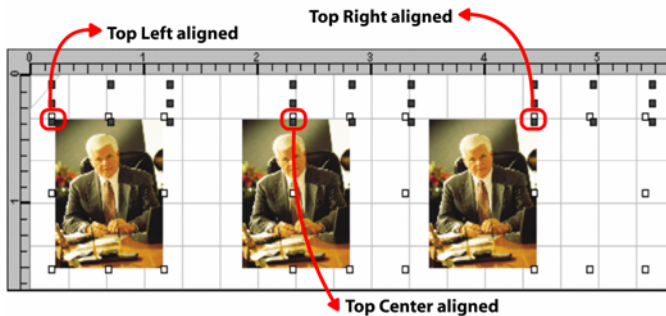 Top Right aligned
Top Left aligned
0 1 2 3 4 5
0
1
Top Center aligned